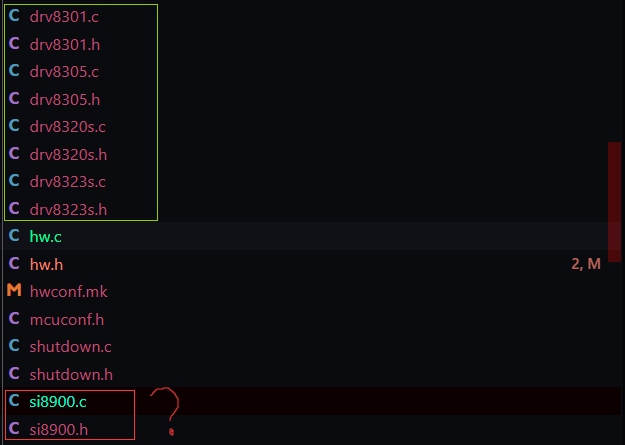 C drv8301.c
C drv8301.h
C drv8305.c
C drv8305.h
C drv8320s.c
C drv8320s.h
C drv8323s.c
C drv8323s.h
C hw.c
C hw.h 2, M
M hwconf.mk
C mcuconf.h
C shutdown.c
C shutdown.h
C si8900.c
C si8900.h
?